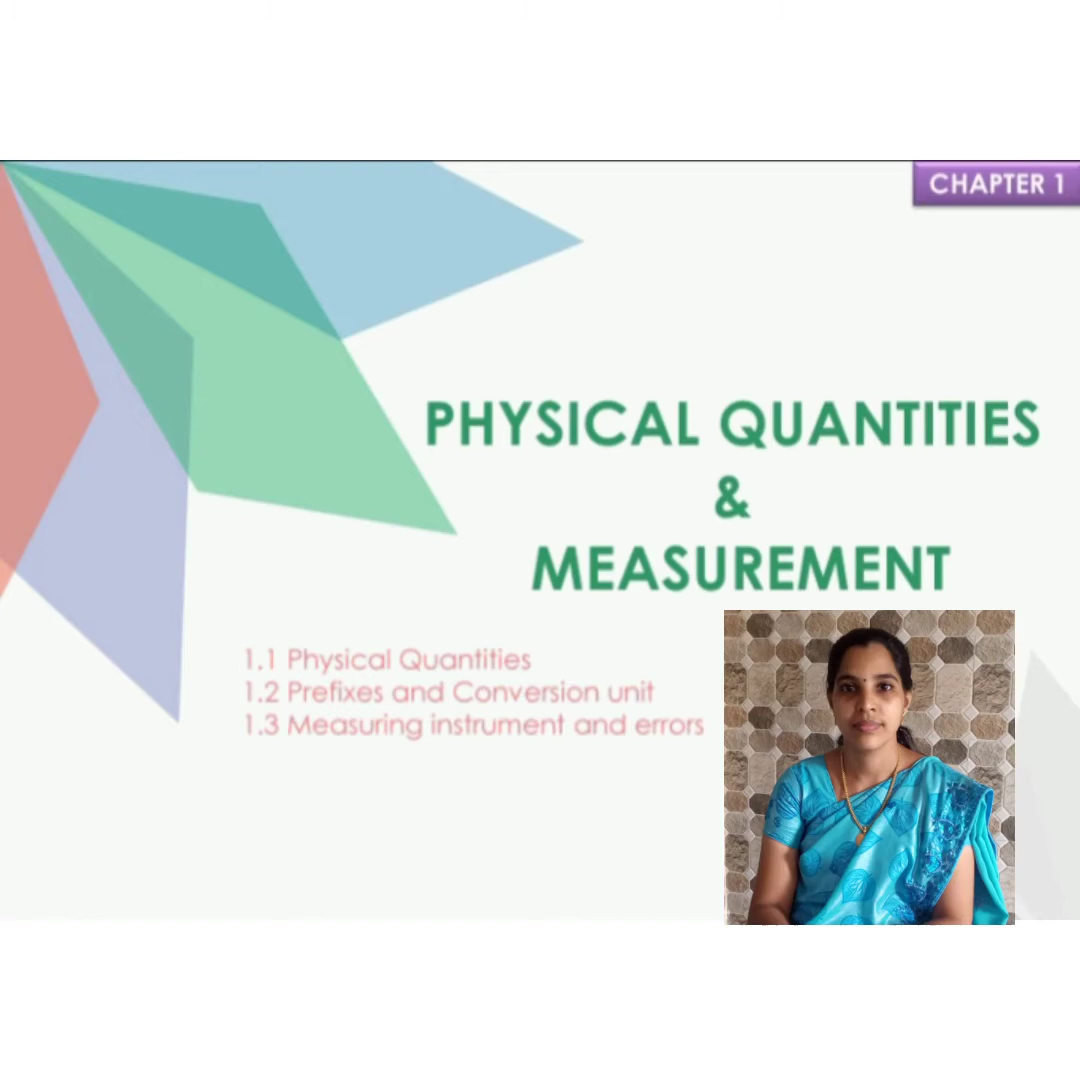 CHAPTER 1
PHYSICAL QUANTITIES
&
MEASUREMENT
1.1 Physical Quantities
1.2 Prefixes and Conversion unit
1.3 Measuring instrument and errors